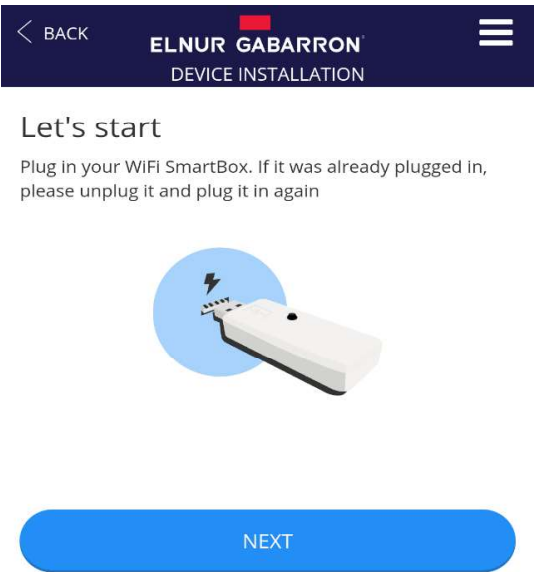 BACK
ELNUR GABARRON
DEVICE INSTALLATION
Let's start
Plug in your WiFi SmartBox. If it was already plugged in,
please unplug it and plug it in again
NEXT